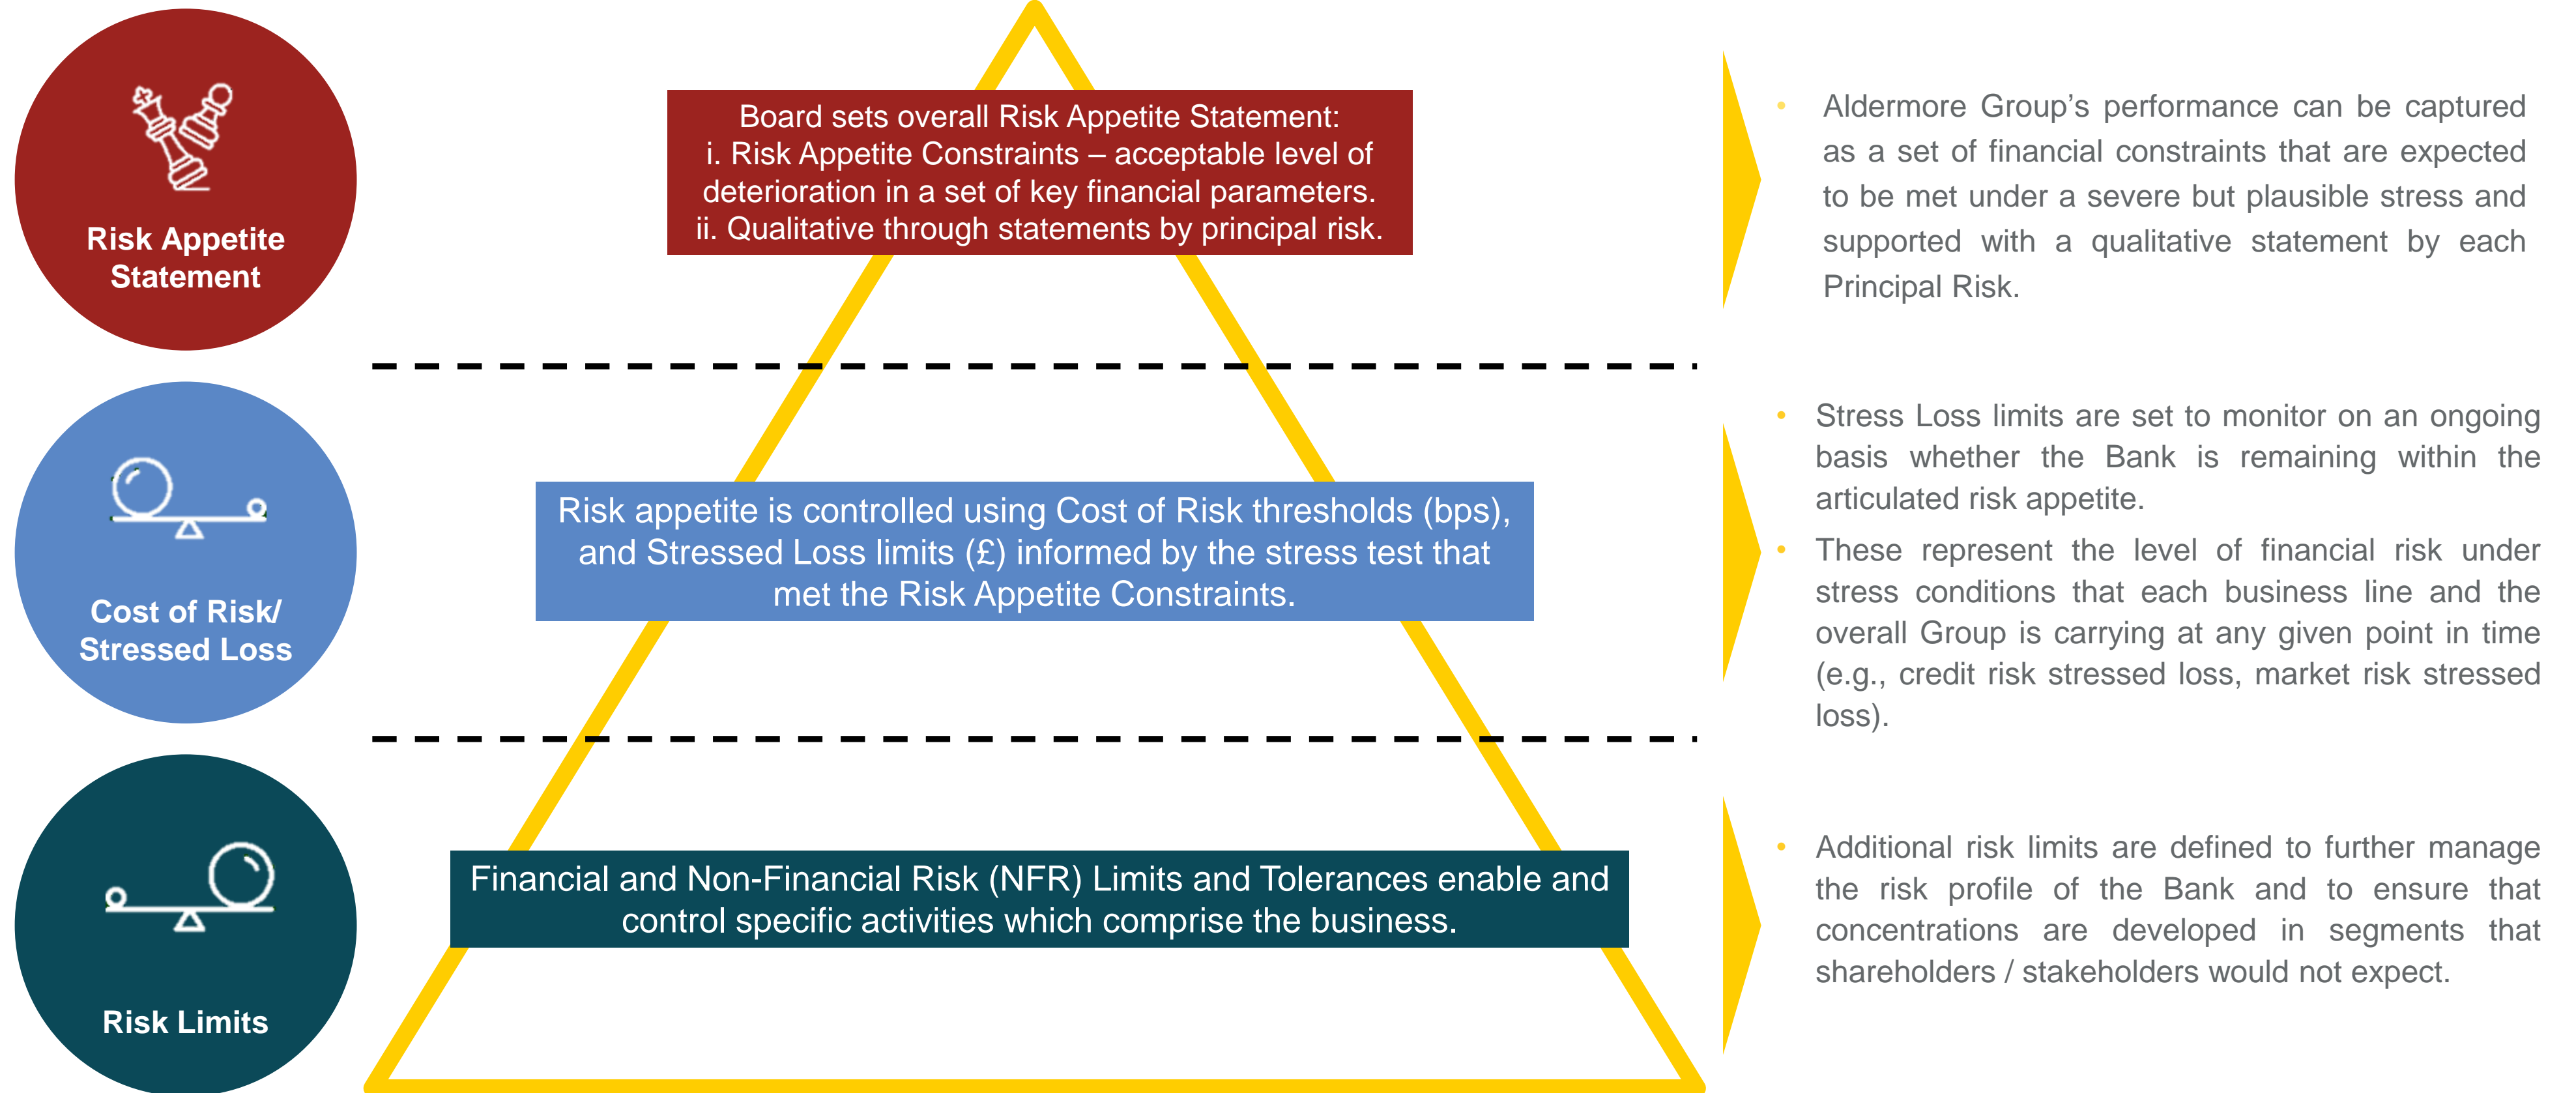 Risk Appetite
Statement
Board sets overall Risk Appetite Statement:
i. Risk Appetite Constraints – acceptable level of
deterioration in a set of key financial parameters.
ii. Qualitative through statements by principal risk.
• Aldermore Group’s performance can be captured
as a set of financial constraints that are expected
to be met under a severe but plausible stress and
supported with a qualitative statement by each
Principal Risk.
Cost of Risk/
Stressed Loss
Risk appetite is controlled using Cost of Risk thresholds (bps),
and Stressed Loss limits (£) informed by the stress test that
met the Risk Appetite Constraints.
• Stress Loss limits are set to monitor on an ongoing
basis whether the Bank is remaining within the
articulated risk appetite.
• These represent the level of financial risk under
stress conditions that each business line and the
overall Group is carrying at any given point in time
(e.g., credit risk stressed loss, market risk stressed
loss).
Risk Limits
Financial and Non-Financial Risk (NFR) Limits and Tolerances enable and
control specific activities which comprise the business.
• Additional risk limits are defined to further manage
the risk profile of the Bank and to ensure that
concentrations are developed in segments that
shareholders / stakeholders would not expect.